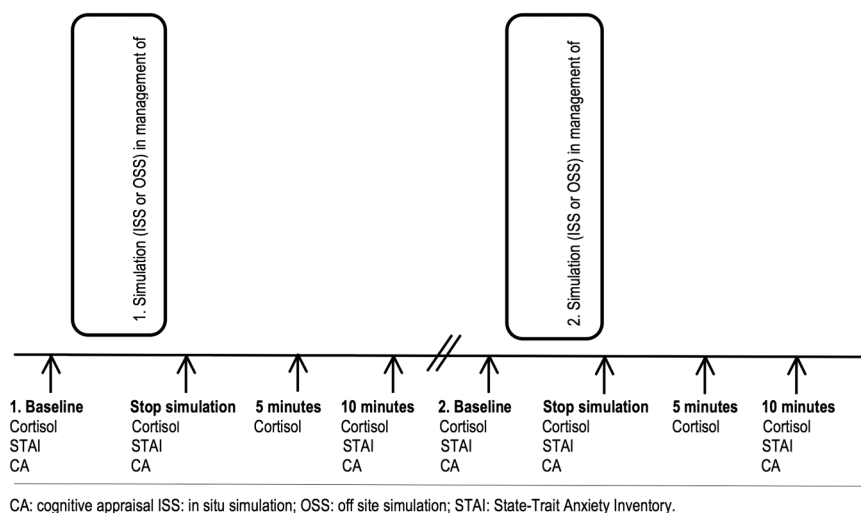 1. Simulation (ISS or OSS) in management of
2. Simulation (ISS or OSS) in management of
1. Baseline
Cortisol
STAI
CA
Stop simulation
Cortisol
STAI
CA
5 minutes
Cortisol
10 minutes
Cortisol
STAI
CA
2. Baseline
Cortisol
STAI
CA
Stop simulation
Cortisol
STAI
CA
5 minutes
Cortisol
10 minutes
Cortisol
STAI
CA
CA: cognitive appraisal ISS: in situ simulation; OSS: off site simulation; STAI: State-Trait Anxiety Inventory.